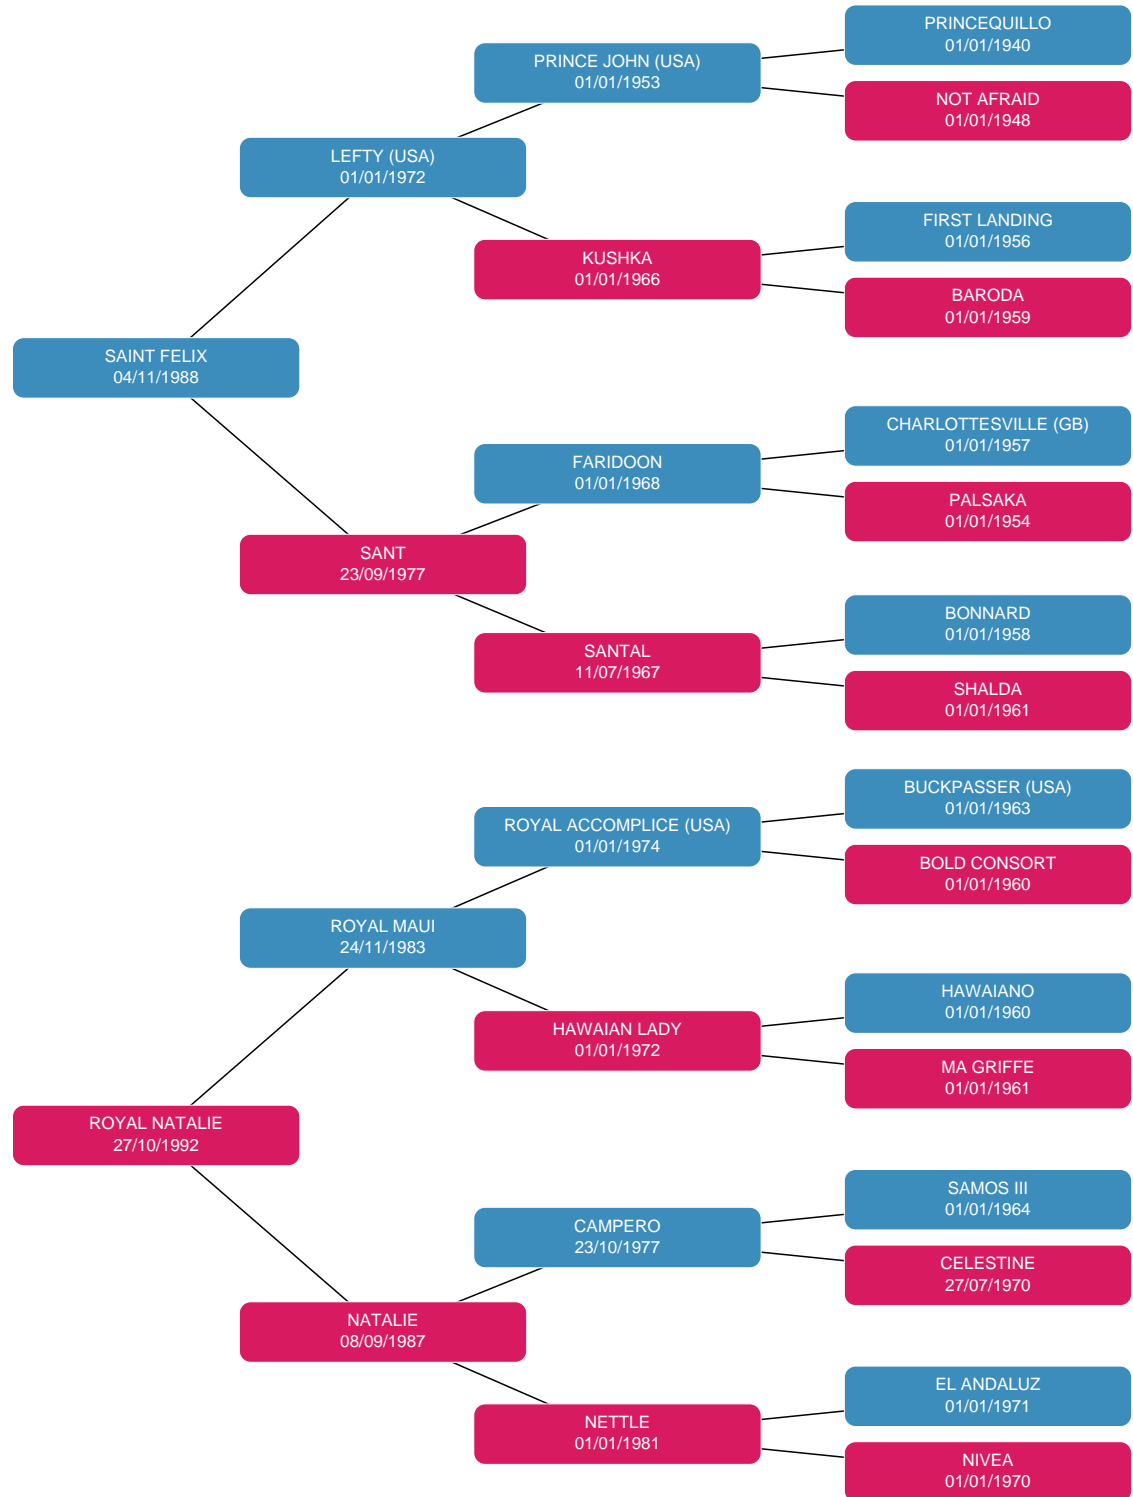 PRINCEQUILLO
01/01/1940
PRINCE JOHN (USA)
01/01/1953
NOT AFRAID
01/01/1948
LEFTY (USA)
01/01/1972
FIRST LANDING
01/01/1956
KUSHKA
01/01/1966
BARODA
01/01/1959
SAINT FELIX
04/11/1988
CHARLOTTESVILLE (GB)
01/01/1957
FARIDOON
01/01/1968
PALSAKA
01/01/1954
SANT
23/09/1977
BONNARD
01/01/1958
SANTAL
11/07/1967
SHALDA
01/01/1961
BUCKPASSER (USA)
01/01/1963
ROYAL ACCOMPLICE (USA)
01/01/1974
BOLD CONSORT
01/01/1960
ROYAL MAUI
24/11/1983
HAWAIANO
01/01/1960
HAWAIAN LADY
01/01/1972
MA GRIFFE
01/01/1961
ROYAL NATALIE
27/10/1992
SAMOS III
01/01/1964
CAMPERO
23/10/1977
CELESTINE
27/07/1970
NATALIE
08/09/1987
EL ANDALUZ
01/01/1971
NETTLE
01/01/1981
NIVEA
01/01/1970